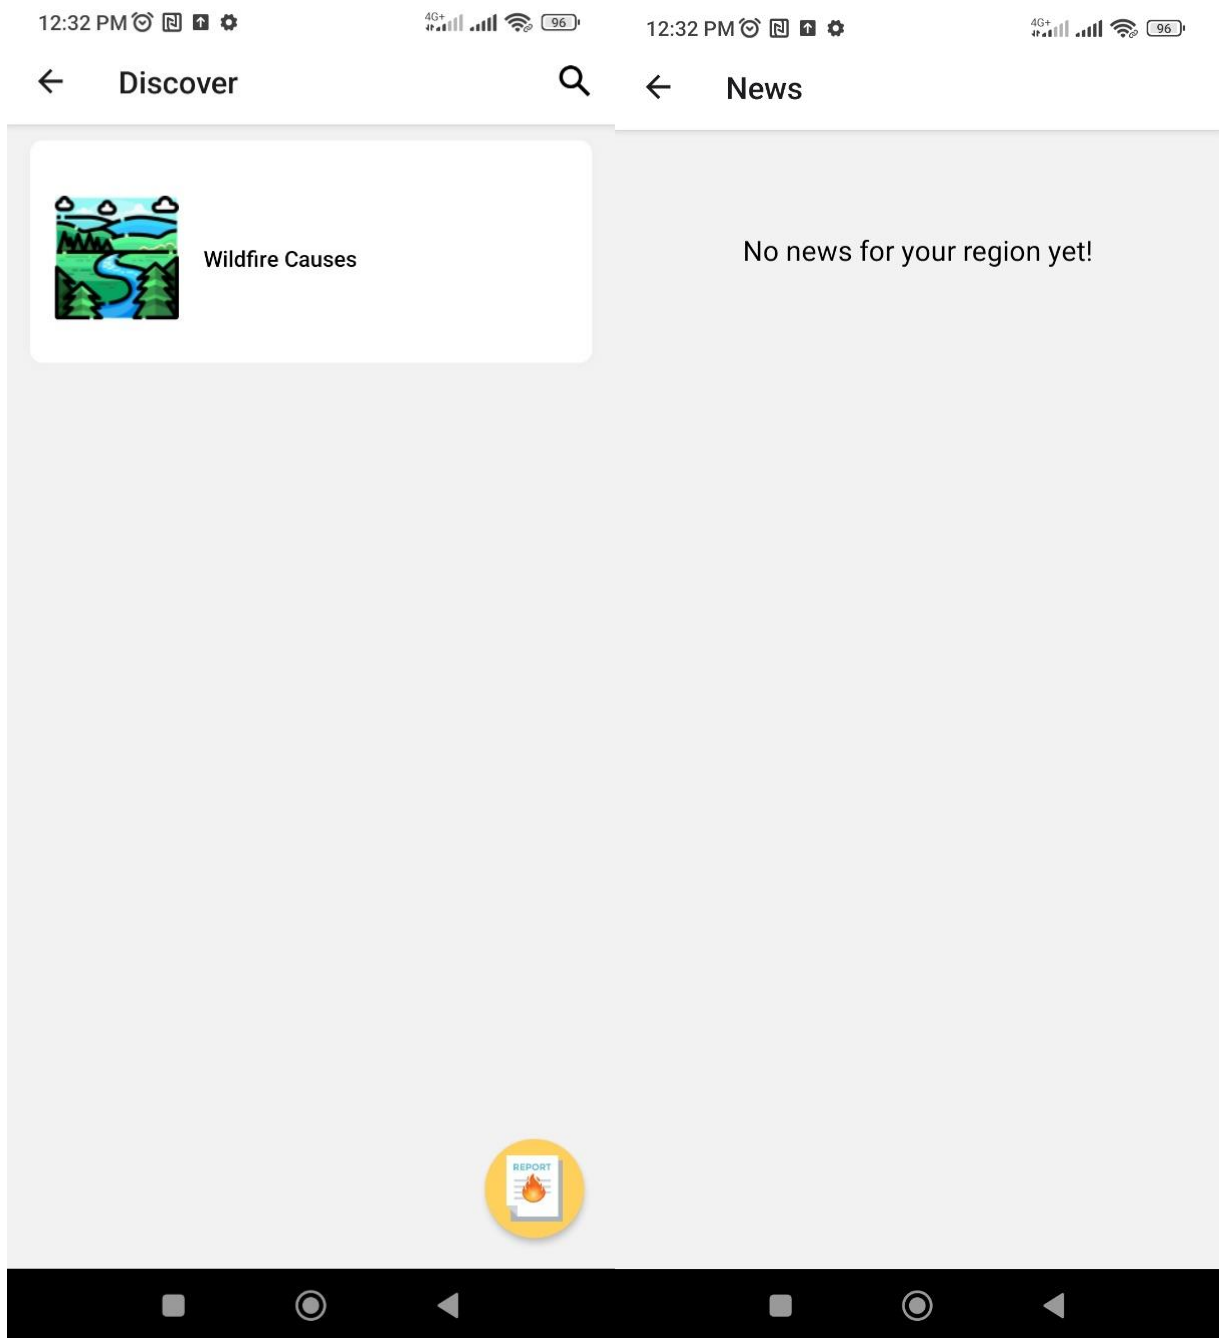 12:32 PM
4G+
96
Discover
Wildfire Causes
REPORT
12:32 PM
4G+
96
News
No news for your region yet!